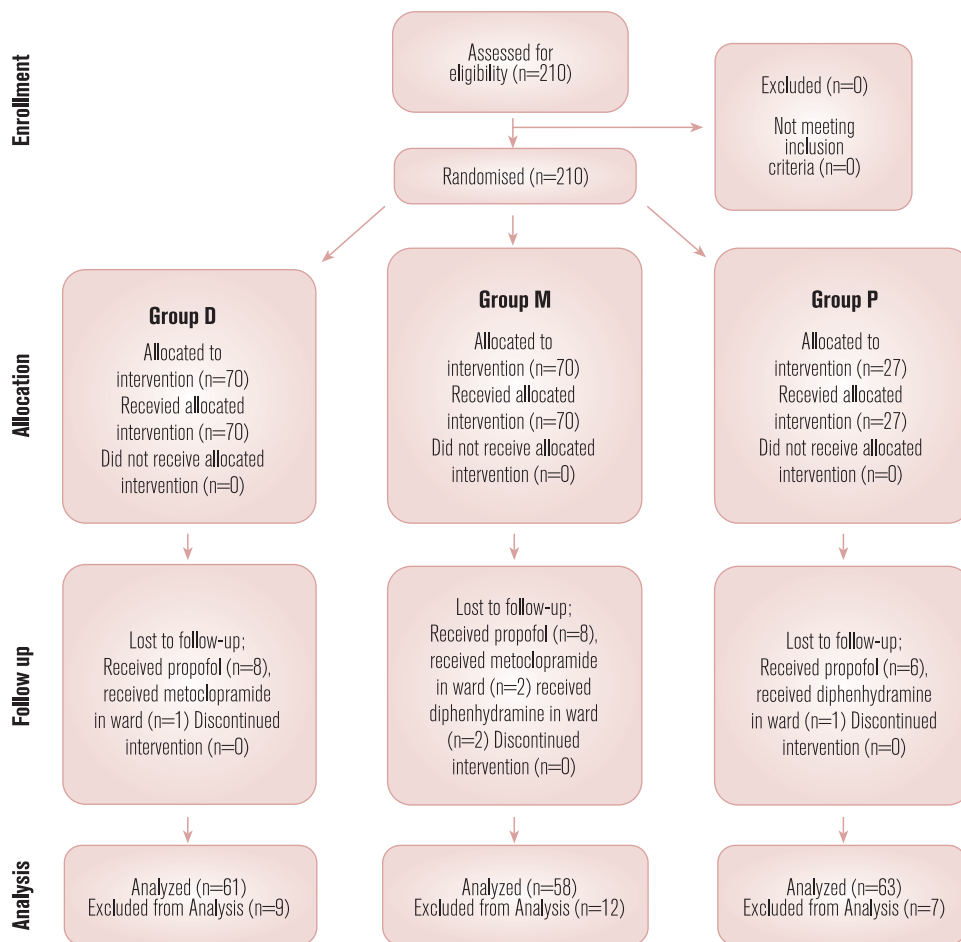 Enrollment
Assessed for
eligibility (n=210)
Excluded (n=0)
Not meeting
inclusion
criteria (n=0)
Randomised (n=210)
Allocation
Group D
Allocated to
intervention (n=70)
Recevied allocated
intervention (n=70)
Did not receive allocated
intervention (n=0)
Group M
Allocated to
intervention (n=70)
Recevied allocated
intervention (n=70)
Did not receive allocated
intervention (n=0)
Group P
Allocated to
intervention (n=27)
Recevied allocated
intervention (n=27)
Did not receive allocated
intervention (n=0)
Follow up
Lost to follow-up;
Received propofol (n=8),
received metoclopramide
in ward (n=1) Discontinued
intervention (n=0)
Lost to follow-up;
Received propofol (n=8),
received metoclopramide
in ward (n=2) received
diphenhydramine in ward
(n=2) Discontinued
intervention (n=0)
Lost to follow-up;
Received propofol (n=6),
received diphenhydramine
in ward (n=1) Discontinued
intervention (n=0)
Analysis
Analyzed (n=61)
Excluded from Analysis (n=9)
Analyzed (n=58)
Excluded from Analysis (n=12)
Analyzed (n=63)
Excluded from Analysis (n=7)